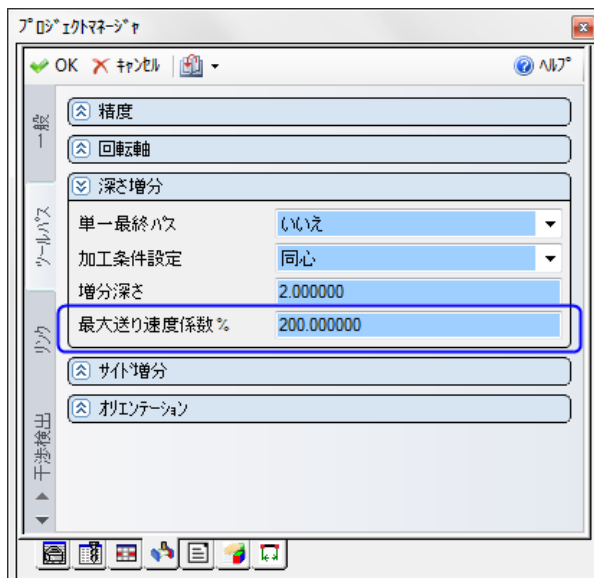 ﾌﾟﾛｼﾞｪｸﾄﾏﾈｰｼﾞｬ
OK ｷｬﾝｾﾙ ﾍﾙﾌﾟ
一般
ﾂｰﾙﾊﾟｽ
ﾘﾝｸ
干渉検出
精度
回転軸
深さ増分
単一最終ﾊﾟｽ いいえ
加工条件設定 同心
増分深さ 2.000000
最大送り速度係数% 200.000000
ｻｲﾄﾞ増分
ｵﾘｴﾝﾃｰｼｮﾝ